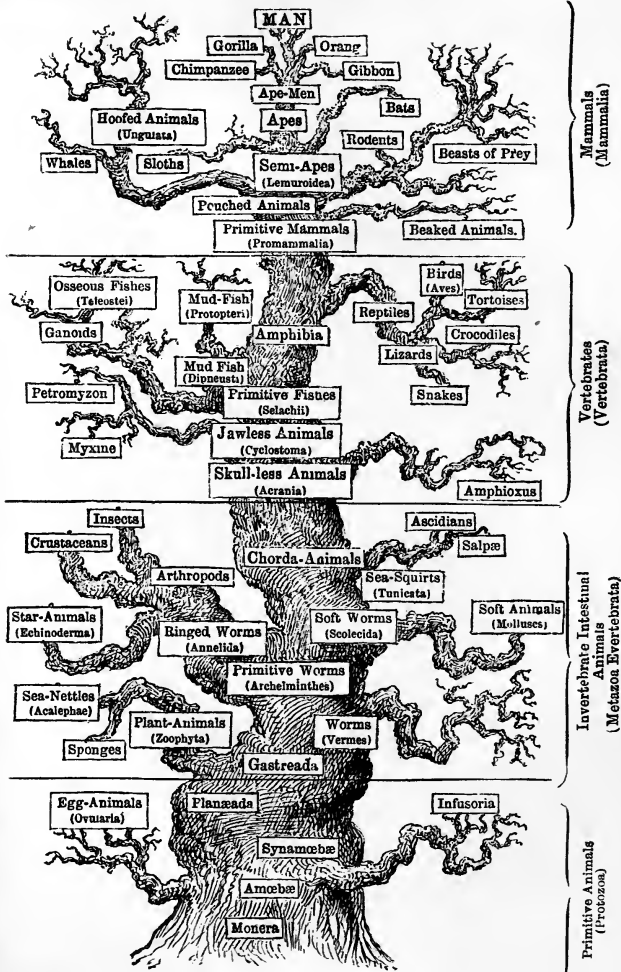 MAN
Gorilla
Orang
Chimpanzee
Gibbon
Ape-Men
Apes
Bats
Hoofed Animals
(Ungulata)
Rodents
Whales
Sloths
Semi-Apes
(Lemuroidea)
Beasts of Prey
Pouched Animals
Primitive Mammals
(Promammalia)
Beaked Animals.
Mammals
(Mammalia)
Osseous Fishes
(Teleostei)
Mud-Fish
(Protopteri)
Birds
(Aves)
Tortoises
Reptiles
Ganoids
Amphibia
Crocodiles
Lizards
Mud Fish
(Dipneusti)
Snakes
Petromyzon
Primitive Fishes
(Selachii)
Myxine
Jawless Animals
(Cyclostoma)
Skull-less Animals
(Acrania)
Amphioxus
Vertebrates
(Vertebrata)
Insects
Ascidians
Crustaceans
Salpæ
Chorda-Animals
Arthropods
Sea-Squirts
(Tunicata)
Star-Animals
(Echinoderma)
Ringed Worms
(Annelida)
Soft Worms
(Scolecida)
Soft Animals
(Molluscs)
Primitive Worms
(Archelminthes)
Sea-Nettles
(Acalephae)
Plant-Animals
(Zoophyta)
Worms
(Vermes)
Sponges
Gastreada
Invertebrate Intestinal
Animals
(Metazoa Evertebrata)
Egg-Animals
(Ovularia)
Planæada
Infusoria
Synamœbæ
Amœbæ
Monera
Primitive Animals
(Protozoa)